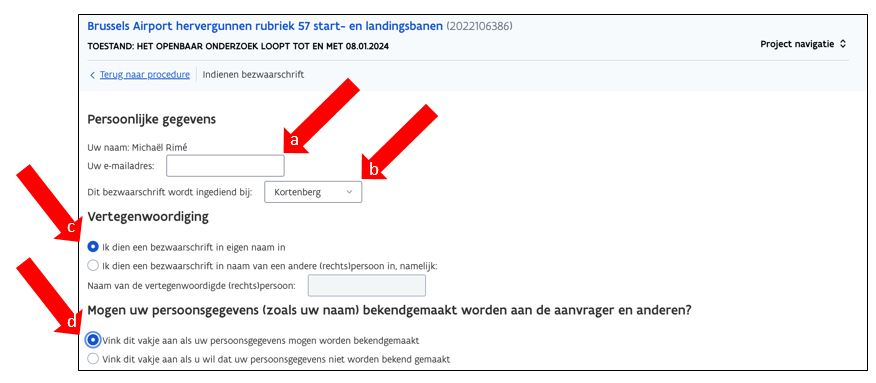 Brussels Airport hervergunnen rubriek 57 start- en landingsbanen (2022106386)
TOESTAND: HET OPENBAAR ONDERZOEK LOOPT TOT EN MET 08.01.2024
Project navigatie
Terug naar procedure Indienen bezwaarschrift
Persoonlijke gegevens
a
Uw naam: Michaël Rimé
Uw e-mailadres:
b
Dit bezwaarschrift wordt ingediend bij: Kortenberg
Vertegenwoordiging
c
Ik dien een bezwaarschrift in eigen naam in
Ik dien een bezwaarschrift in naam van een andere (rechts)persoon in, namelijk:
Naam van de vertegenwoordigde (rechts)persoon:
Mogen uw persoonsgegevens (zoals uw naam) bekendgemaakt worden aan de aanvrager en anderen?
d
Vink dit vakje aan als uw persoonsgegevens mogen worden bekendgemaakt
Vink dit vakje aan als u wil dat uw persoonsgegevens niet worden bekend gemaakt